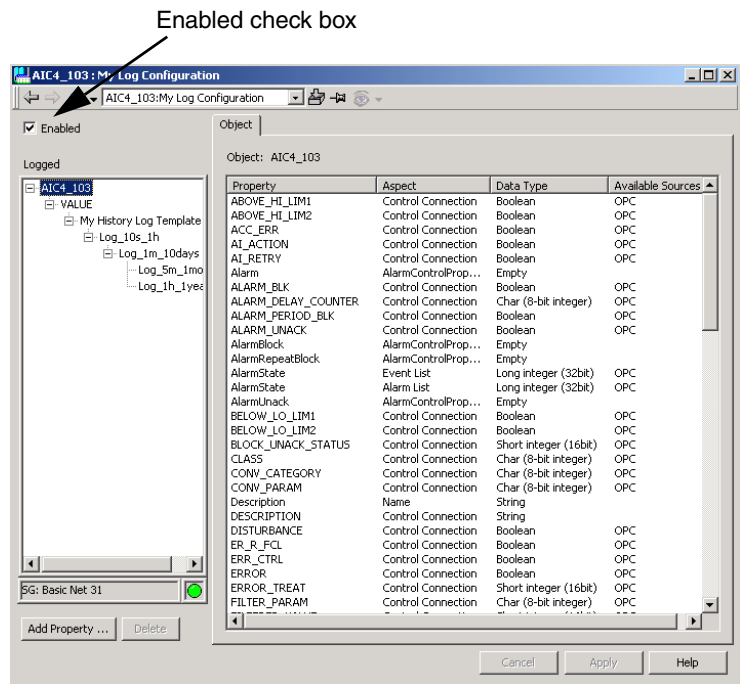 Enabled check box
AIC4_103 : My Log Configuration
AIC4_103:My Log Configuration
Enabled
Logged
AIC4_103
VALUE
My History Log Template
Log_10s_1h
Log_1m_10days
Log_5m_1mo
Log_1h_1yea
SG: Basic Net 31
Add Property ... Delete
Object
Object: AIC4_103
Property Aspect Data Type Available Sources
ABOVE_HI_LIM1 Control Connection Boolean OPC
ABOVE_HI_LIM2 Control Connection Boolean OPC
ACC_ERR Control Connection Boolean OPC
AI_ACTION Control Connection Boolean OPC
AI_RETRY Control Connection Boolean OPC
Alarm AlarmControlProp... Empty
ALARM_BLK Control Connection Boolean OPC
ALARM_DELAY_COUNTER Control Connection Char (8-bit integer) OPC
ALARM_PERIOD_BLK Control Connection Boolean OPC
ALARM_UNACK Control Connection Boolean OPC
AlarmBlock AlarmControlProp... Empty
AlarmRepeatBlock AlarmControlProp... Empty
AlarmState Event List Long integer (32bit) OPC
AlarmState Alarm List Long integer (32bit) OPC
AlarmUnack AlarmControlProp... Empty
BELOW_LO_LIM1 Control Connection Boolean OPC
BELOW_LO_LIM2 Control Connection Boolean OPC
BLOCK_UNACK_STATUS Control Connection Short integer (16bit) OPC
CLASS Control Connection Char (8-bit integer) OPC
CONV_CATEGORY Control Connection Char (8-bit integer) OPC
CONV_PARAM Control Connection Char (8-bit integer) OPC
Description Name String
DESCRIPTION Control Connection String
DISTURBANCE Control Connection Boolean OPC
ER_R_FCL Control Connection Boolean OPC
ERR_CTRL Control Connection Boolean OPC
ERROR Control Connection Boolean OPC
ERROR_TREAT Control Connection Short integer (16bit) OPC
FILTER_PARAM Control Connection Char (8-bit integer) OPC
Cancel Apply Help